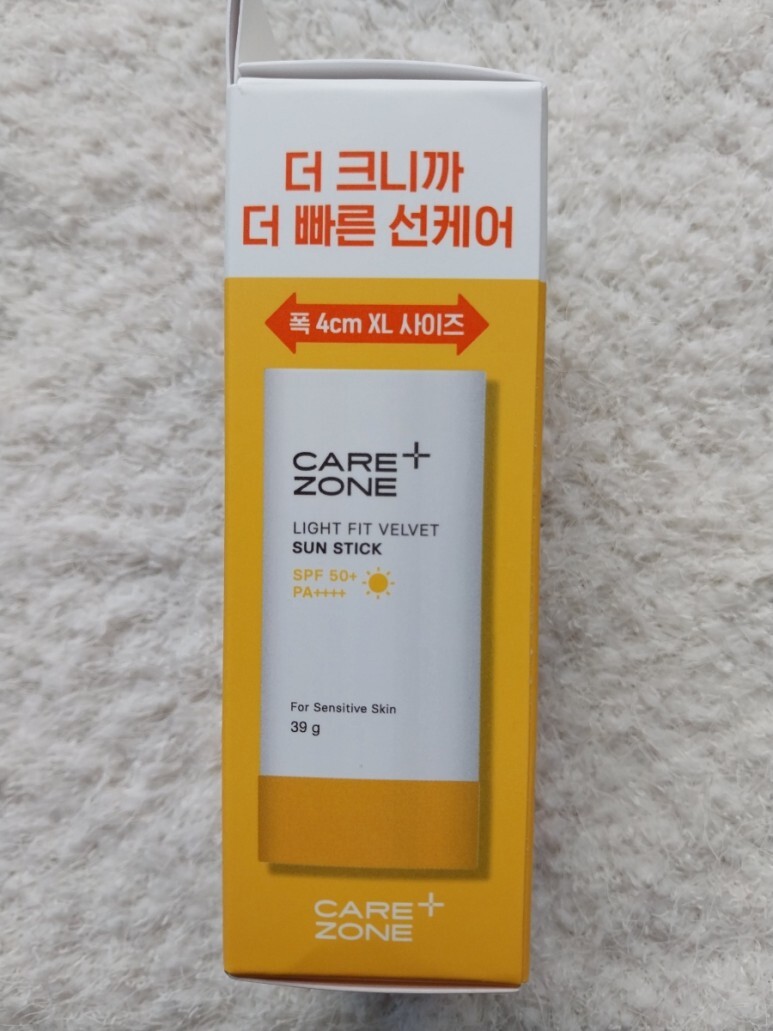 더 크니까
더 빠른 선케어
폭 4cm XL 사이즈
CARE+
ZONE
LIGHT FIT VELVET
SUN STICK
SPF 50+
PA++++
For Sensitive Skin
39 g
CARE+
ZONE